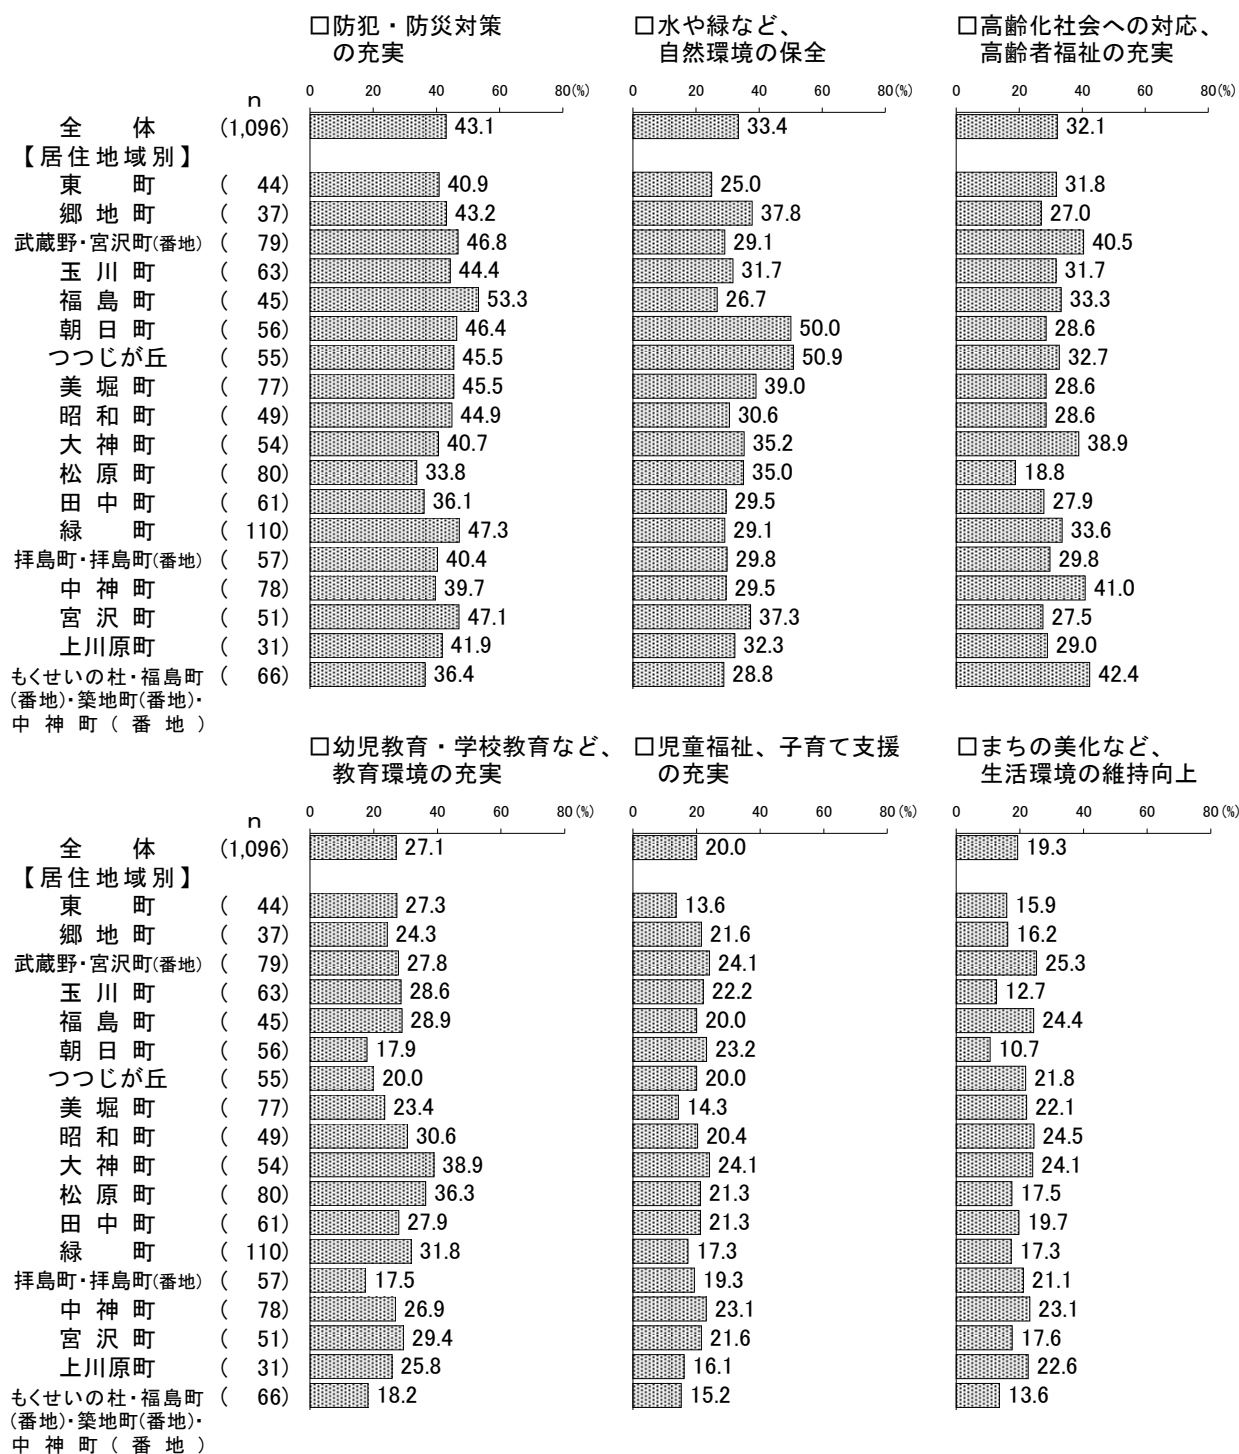 □防犯・防災対策
の充実
□水や緑など、
自然環境の保全
□高齢化社会への対応、
高齢者福祉の充実
n
0 20 40 60 80(%) 0 20 40 60 80(%) 0 20 40 60 80(%)
全体 (1,096) 43.1 33.4 32.1
【居住地域別】
東町 ( 44) 40.9 25.0 31.8
郷地町 ( 37) 43.2 37.8 27.0
武蔵野・宮沢町(番地) ( 79) 46.8 29.1 40.5
玉川町 ( 63) 44.4 31.7 31.7
福島町 ( 45) 53.3 26.7 33.3
朝日町 ( 56) 46.4 50.0 28.6
つつじが丘 ( 55) 45.5 50.9 32.7
美堀町 ( 77) 45.5 39.0 28.6
昭和町 ( 49) 44.9 30.6 28.6
大神町 ( 54) 40.7 35.2 38.9
松原町 ( 80) 33.8 35.0 18.8
田中町 ( 61) 36.1 29.5 27.9
緑町 ( 110) 47.3 29.1 33.6
拝島町・拝島町(番地) ( 57) 40.4 29.8 29.8
中神町 ( 78) 39.7 29.5 41.0
宮沢町 ( 51) 47.1 37.3 27.5
上川原町 ( 31) 41.9 32.3 29.0
もくせいの杜・福島町 ( 66) 36.4 28.8 42.4
(番地)・築地町(番地)・
中神町(番地)
□幼児教育・学校教育など、
教育環境の充実
□児童福祉、子育て支援
の充実
□まちの美化など、
生活環境の維持向上
n
0 20 40 60 80(%) 0 20 40 60 80(%) 0 20 40 60 80(%)
全体 (1,096) 27.1 20.0 19.3
【居住地域別】
東町 ( 44) 27.3 13.6 15.9
郷地町 ( 37) 24.3 21.6 16.2
武蔵野・宮沢町(番地) ( 79) 27.8 24.1 25.3
玉川町 ( 63) 28.6 22.2 12.7
福島町 ( 45) 28.9 20.0 24.4
朝日町 ( 56) 17.9 23.2 10.7
つつじが丘 ( 55) 20.0 20.0 21.8
美堀町 ( 77) 23.4 14.3 22.1
昭和町 ( 49) 30.6 20.4 24.5
大神町 ( 54) 38.9 24.1 24.1
松原町 ( 80) 36.3 21.3 17.5
田中町 ( 61) 27.9 21.3 19.7
緑町 ( 110) 31.8 17.3 17.3
拝島町・拝島町(番地) ( 57) 17.5 19.3 21.1
中神町 ( 78) 26.9 23.1 23.1
宮沢町 ( 51) 29.4 21.6 17.6
上川原町 ( 31) 25.8 16.1 22.6
もくせいの杜・福島町 ( 66) 18.2 15.2 13.6
(番地)・築地町(番地)・
中神町(番地)